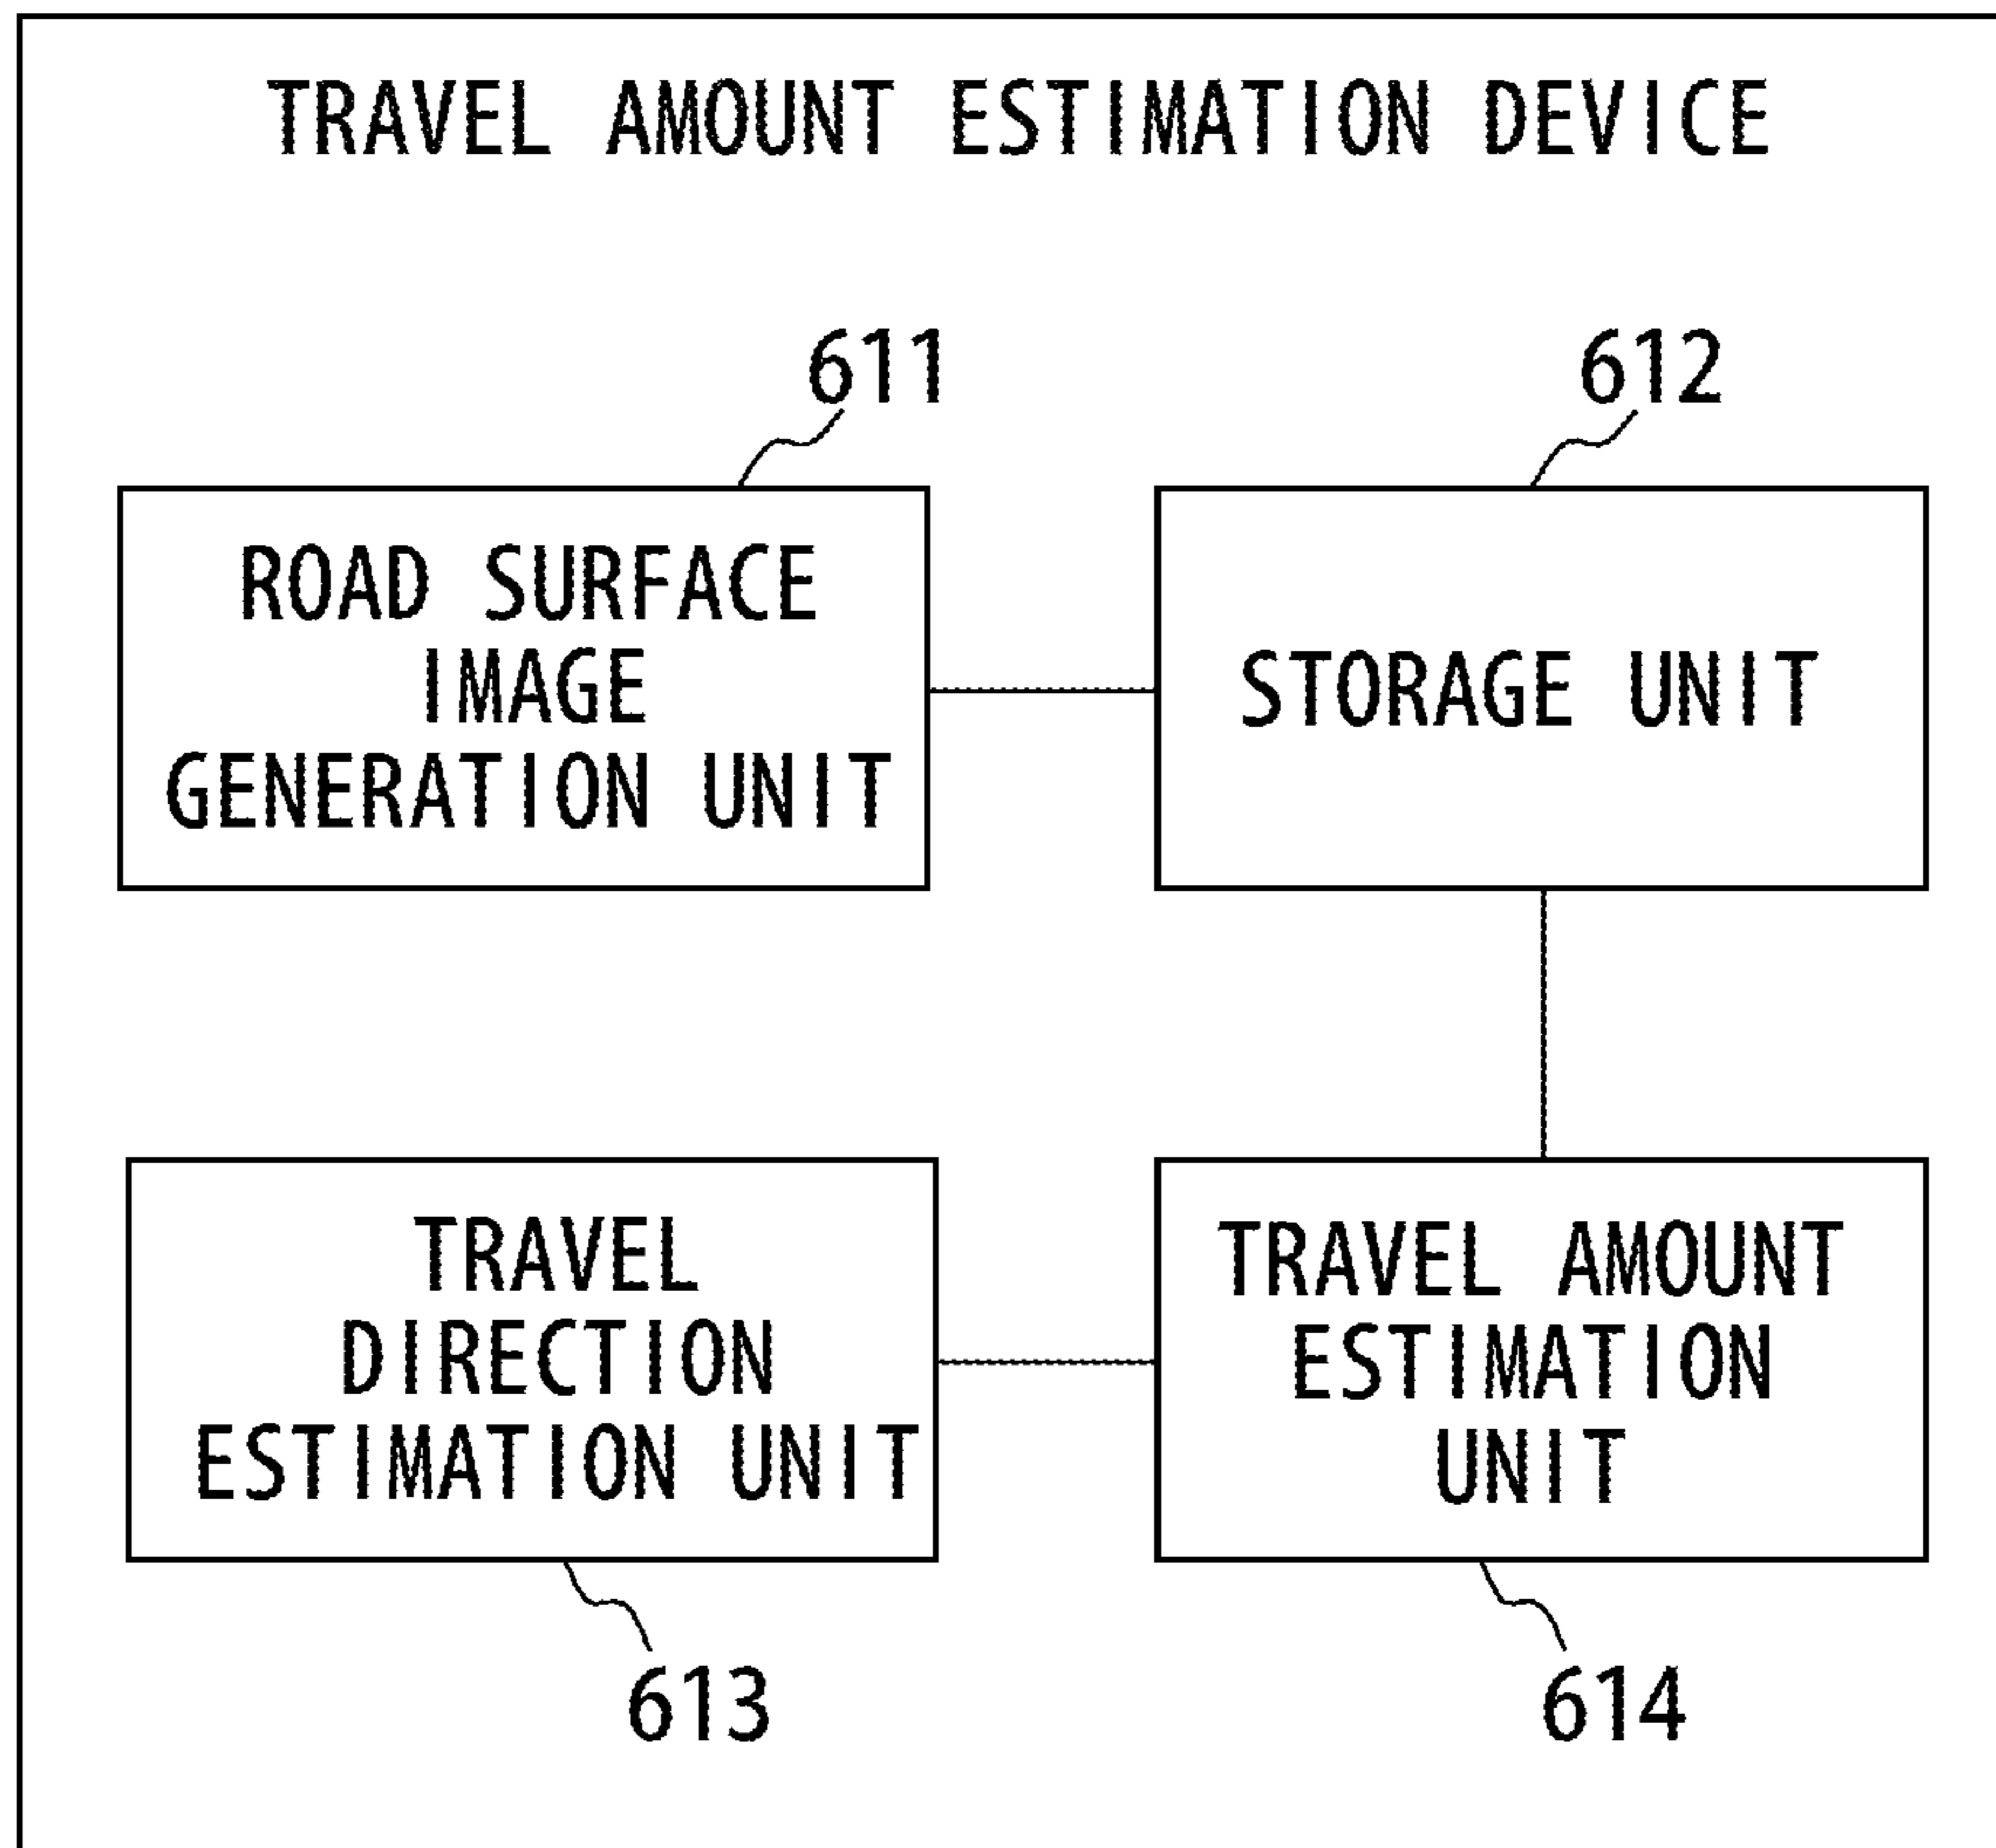 TRAVEL AMOUNT ESTIMATION DEVICE
611
612
ROAD SURFACE
IMAGE
GENERATION UNIT
STORAGE UNIT
TRAVEL
DIRECTION
ESTIMATION UNIT
TRAVEL AMOUNT
ESTIMATION
UNIT
613
614